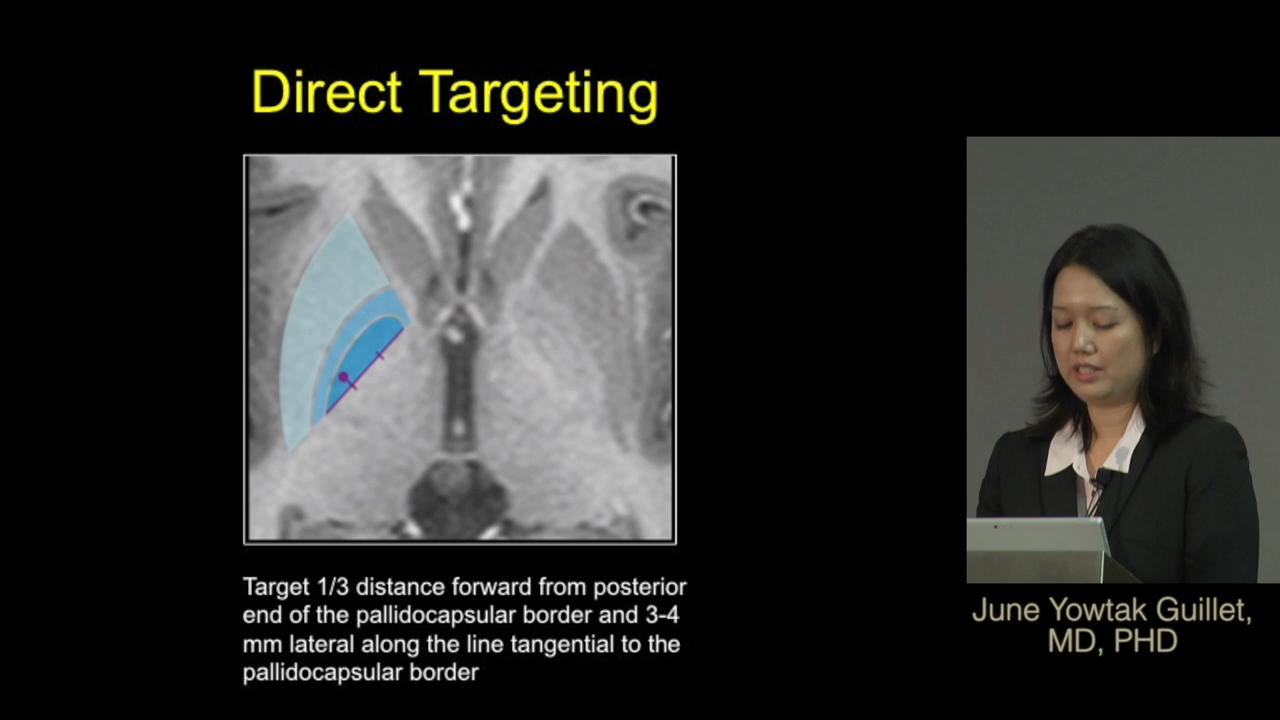 Direct Targeting
Target 1/3 distance forward from posterior
end of the pallidocapsular border and 3-4
mm lateral along the line tangential to the
pallidocapsular border
June Yowtak Guillet,
MD, PHD